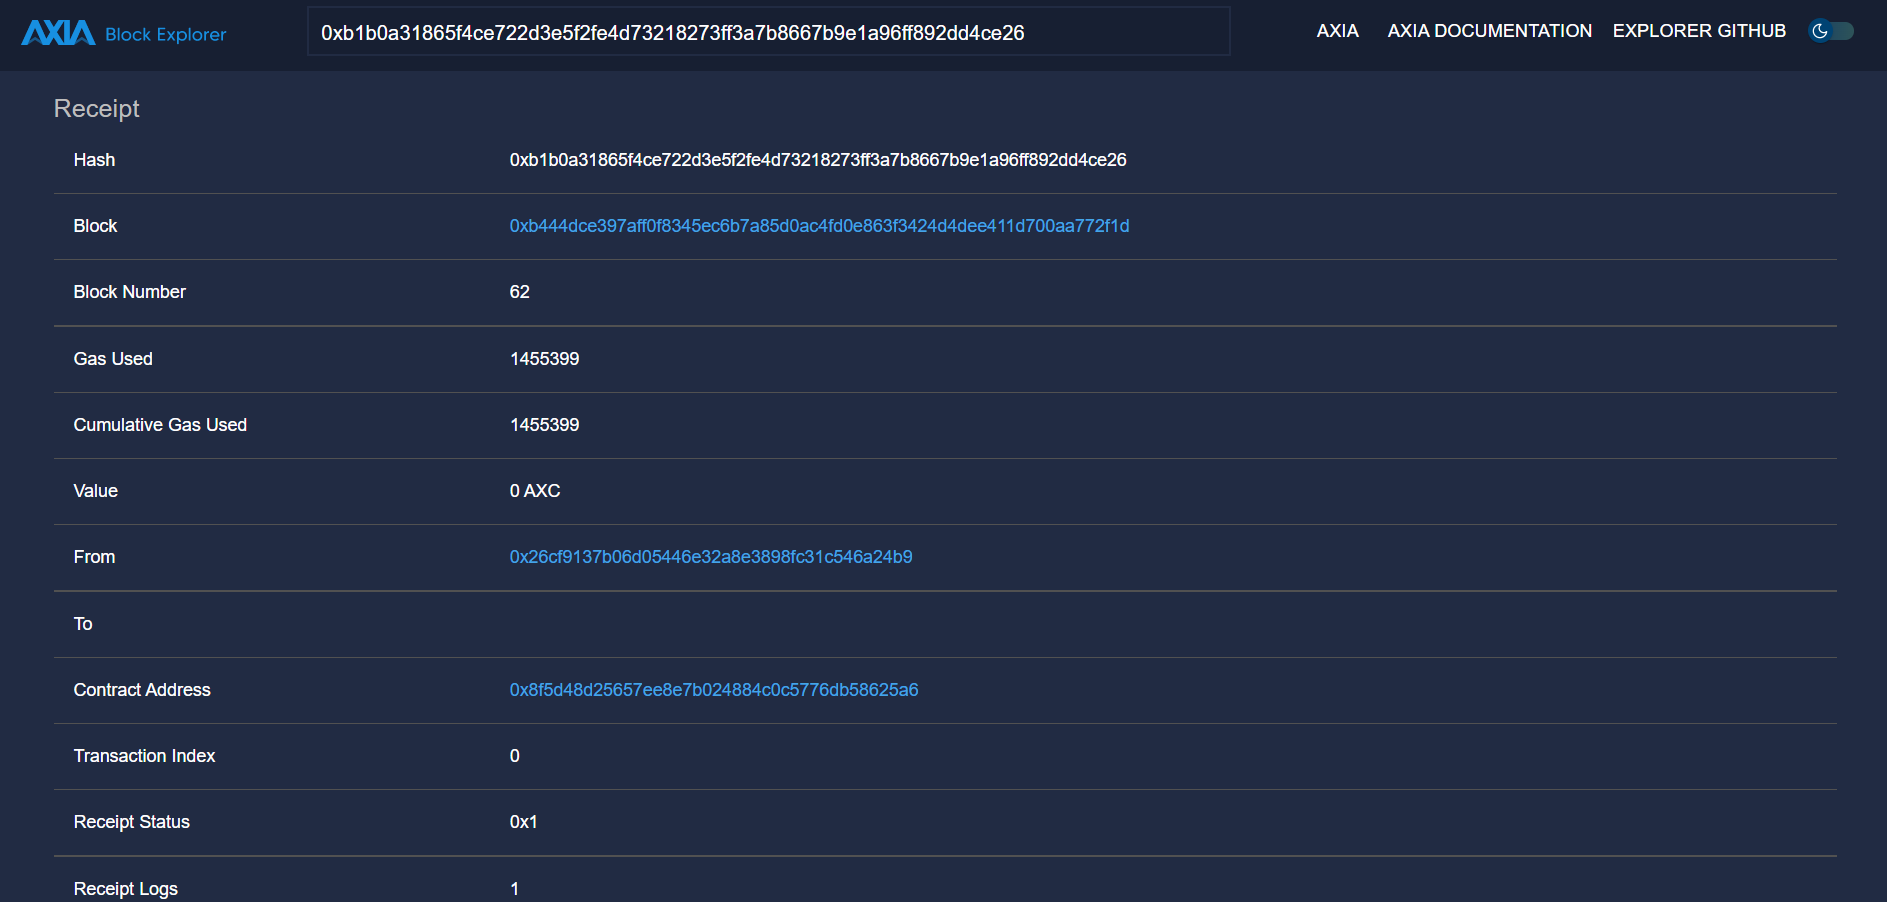 AXIA Block Explorer
0xb1b0a31865f4ce722d3e5f2fe4d73218273ff3a7b8667b9e1a96ff892dd4ce26
AXIA AXIA DOCUMENTATION EXPLORER GITHUB
Receipt
Hash 0xb1b0a31865f4ce722d3e5f2fe4d73218273ff3a7b8667b9e1a96ff892dd4ce26
Block 0xb444dce397aff0f8345ec6b7a85d0ac4fd0e863f3424d4dee411d700aa772f1d
Block Number 62
Gas Used 1455399
Cumulative Gas Used 1455399
Value 0 AXC
From 0x26cf9137b06d05446e32a8e3898fc31c546a24b9
To
Contract Address 0x8f5d48d25657ee8e7b024884c0c5776db58625a6
Transaction Index 0
Receipt Status 0x1
Receipt Logs 1